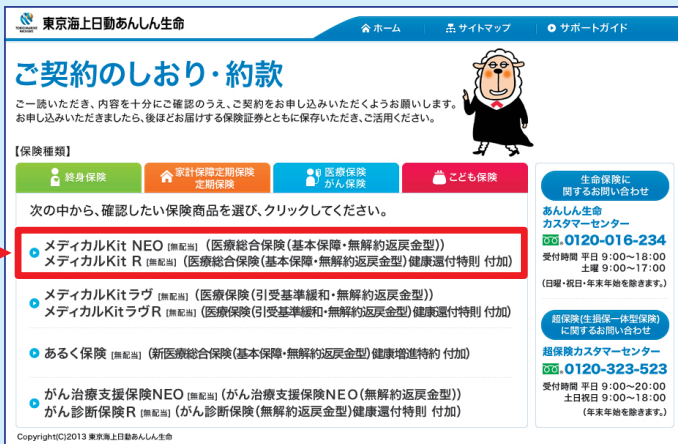 東京海上日動あんしん生命
TOKIO MARINE
NICHIDO
ホーム
サイトマップ
サポートガイド
ご契約のしおり・約款
ご一読いただき、内容を十分にご確認のうえ、ご契約をお申し込みいただくようお願いします。
お申し込みいただきましたら、後ほどお届けする保険証券とともに保存いただき、ご活用ください。
【保険種類】
終身保険
家計保障定期保険
定期保険
医療保険
がん保険
こども保険
次の中から、確認したい保険商品を選び、クリックしてください。
メディカルKit NEO [無配当] (医療総合保険(基本保障・無解約返戻金型))
メディカルKit R [無配当] (医療総合保険(基本保障・無解約返戻金型)健康還付特則 付加)
メディカルKitラヴ [無配当] (医療保険(引受基準緩和・無解約返戻金型))
メディカルKitラヴR [無配当] (医療保険(引受基準緩和・無解約返戻金型)健康還付特則 付加)
あるく保険 [無配当] (新医療総合保険(基本保障・無解約返戻金型)健康増進特約 付加)
がん治療支援保険NEO [無配当] (がん治療支援保険NEO(無解約返戻金型))
がん診断保険R [無配当] (がん診断保険(無解約返戻金型)健康還付特則 付加)
生命保険に
関するお問い合わせ
あんしん生命
カスタマーセンター
0120-016-234
受付時間 平日 9:00〜18:00
土曜 9:00〜17:00
(日曜・祝日・年末年始を除きます。)
超保険(生損保一体型保険)
に関するお問い合わせ
超保険カスタマーセンター
0120-323-523
受付時間 平日 9:00〜20:00
土日祝日 9:00〜18:00
(年末年始を除きます。)
Copyright(C)2013 東京海上日動あんしん生命